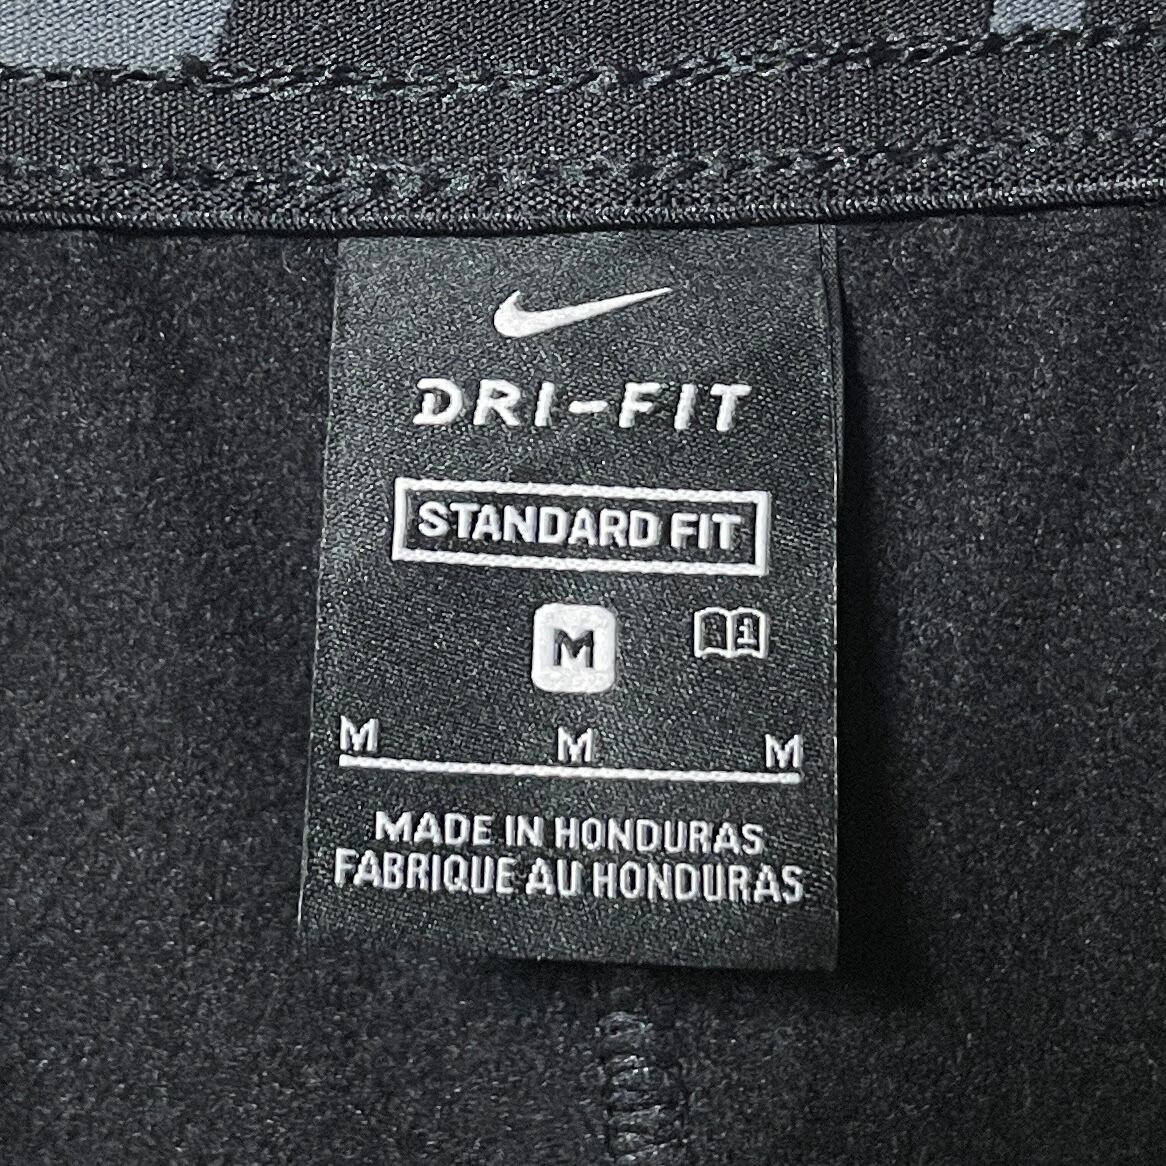 DRI-FIT
STANDARD FIT
M
i
M M M
MADE IN HONDURAS
FABRIQUE AU HONDURAS